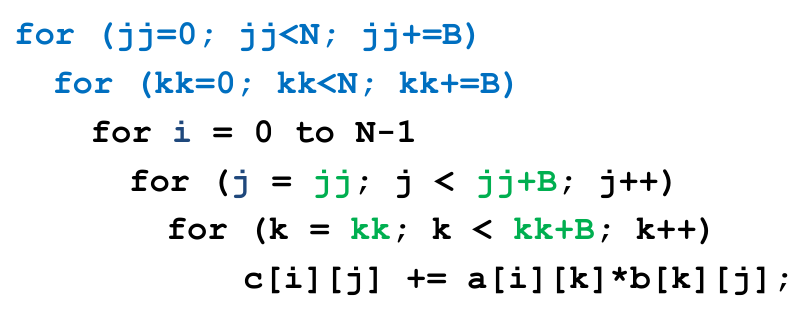 for (jj=0; jj<N; jj+=B)
for (kk=0; kk<N; kk+=B)
for i = 0 to N-1
for (j = jj; j < jj+B; j++)
for (k = kk; k < kk+B; k++)
c[i][j] += a[i][k]*b[k][j];